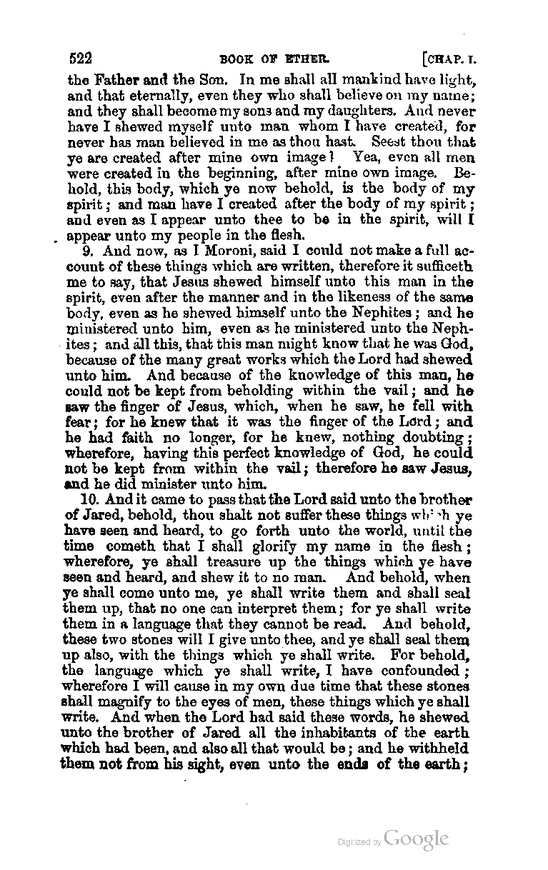 522 BOOK OF ETHER. [CHAP. I.
the Father and the Son. In me shall all mankind have light,
and that eternally, even they who shall believe on my name;
and they shall become my sons and my daughters. And never
have I shewed myself unto man whom I have created, for
never has man believed in me as thou hast. Seest thou that
ye are created after mine own image? Yea, even all men
were created in the beginning, after mine own image. Be-
hold, this body, which ye now behold, is the body of my
spirit; and man have I created after the body of my spirit;
and even as I appear unto thee to be in the spirit, will I
appear unto my people in the flesh.
9. And now, as I Moroni, said I could not make a full ac-
count of these things which are written, therefore it sufficeth
me to say, that Jesus shewed himself unto this man in the
spirit, even after the manner and in the likeness of the same
body, even as he shewed himself unto the Nephites; and he
ministered unto him, even as he ministered unto the Neph-
ites; and all this, that this man might know that he was God,
because of the many great works which the Lord had shewed
unto him. And because of the knowledge of this man, he
could not be kept from beholding within the vail; and he
saw the finger of Jesus, which, when he saw, he fell with
fear; for he knew that it was the finger of the Lord; and
he had faith no longer, for he knew, nothing doubting;
wherefore, having this perfect knowledge of God, he could
not be kept from within the vail; therefore he saw Jesus,
and he did minister unto him.
10. And it came to pass that the Lord said unto the brother
of Jared, behold, thou shalt not suffer these things which ye
have seen and heard, to go forth unto the world, until the
time cometh that I shall glorify my name in the flesh;
wherefore, ye shall treasure up the things which ye have
seen and heard, and shew it to no man. And behold, when
ye shall come unto me, ye shall write them and shall seal
them up, that no one can interpret them; for ye shall write
them in a language that they cannot be read. And behold,
these two stones will I give unto thee, and ye shall seal them
up also, with the things which ye shall write. For behold,
the language which ye shall write, I have confounded;
wherefore I will cause in my own due time that these stones
shall magnify to the eyes of men, these things which ye shall
write. And when the Lord had said these words, he shewed
unto the brother of Jared all the inhabitants of the earth
which had been, and also all that would be; and he withheld
them not from his sight, even unto the ends of the earth;
Digitized by Google